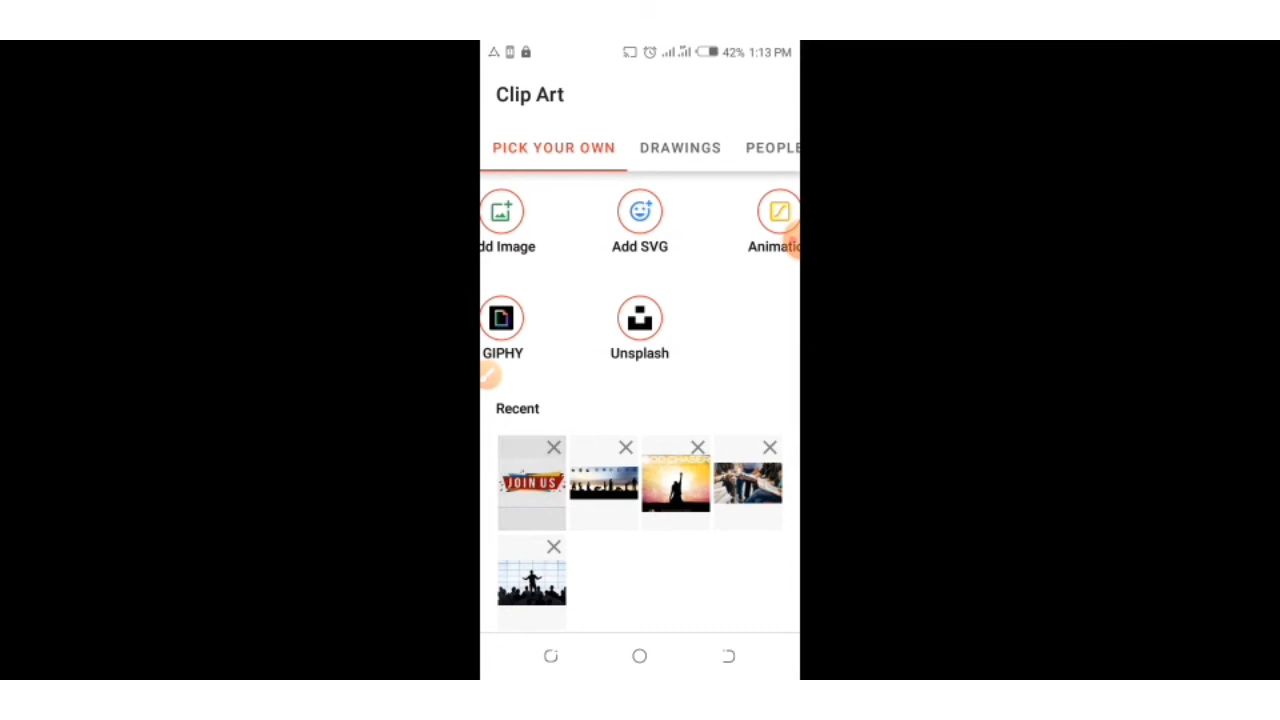 42% 1:13 PM
Clip Art
PICK YOUR OWN DRAWINGS PEOPLE
dd Image Add SVG Animatic
GIPHY Unsplash
Recent
JOIN US